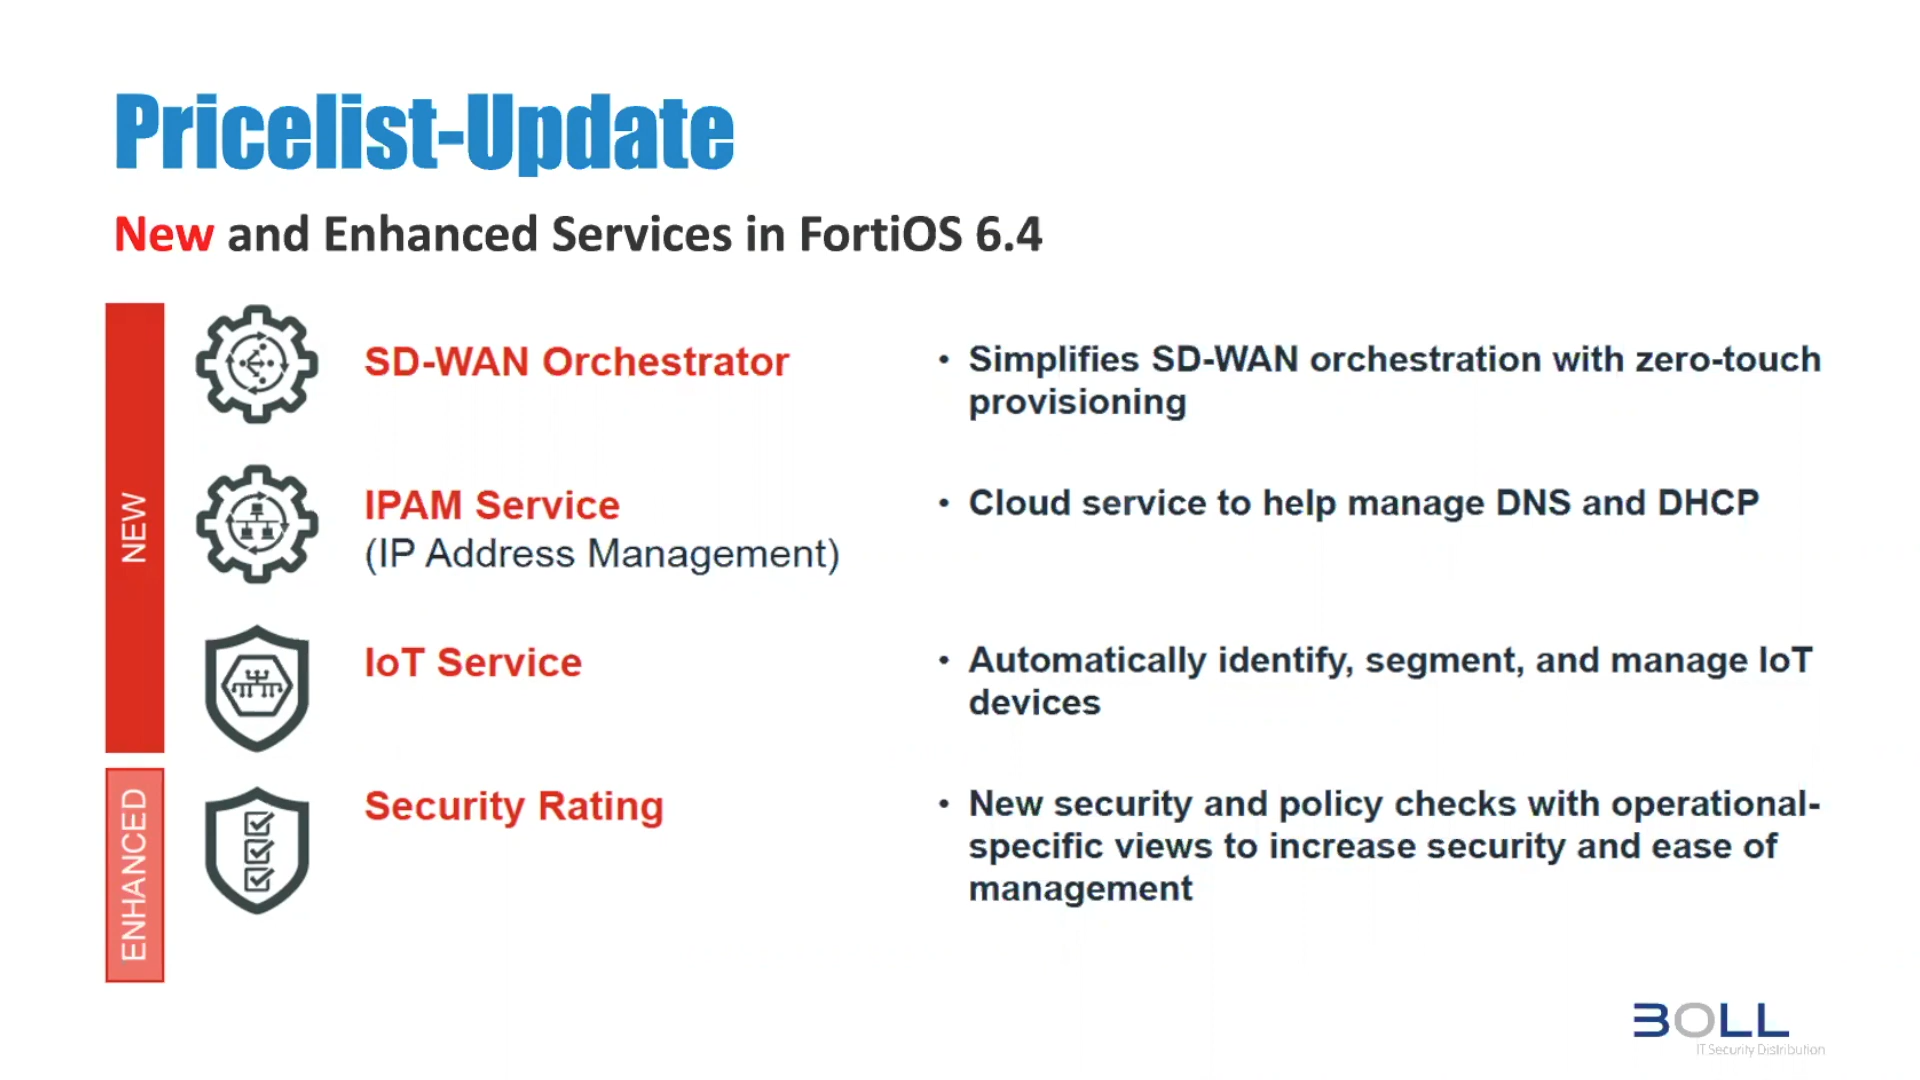 Pricelist-Update
New and Enhanced Services in FortiOS 6.4
NEW
SD-WAN Orchestrator
• Simplifies SD-WAN orchestration with zero-touch
provisioning
IPAM Service
(IP Address Management)
• Cloud service to help manage DNS and DHCP
IoT Service
• Automatically identify, segment, and manage IoT
devices
ENHANCED
Security Rating
• New security and policy checks with operational-
specific views to increase security and ease of
management
BOLL
IT Security Distribution